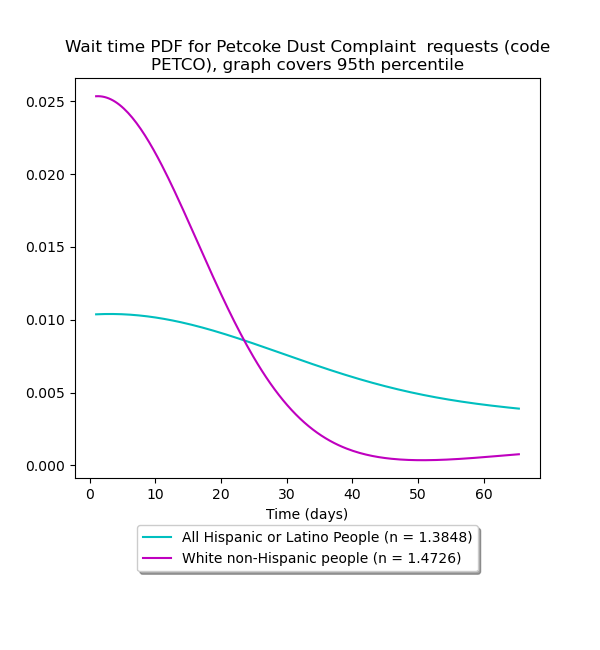 Wait time PDF for Petcoke Dust Complaint  requests (code
PETCO), graph covers 95th percentile
0.025
0.020
0.015
0.010
0.005
0.000
0 10 20 30 40 50 60
Time (days)
All Hispanic or Latino People (n = 1.3848)
White non-Hispanic people (n = 1.4726)